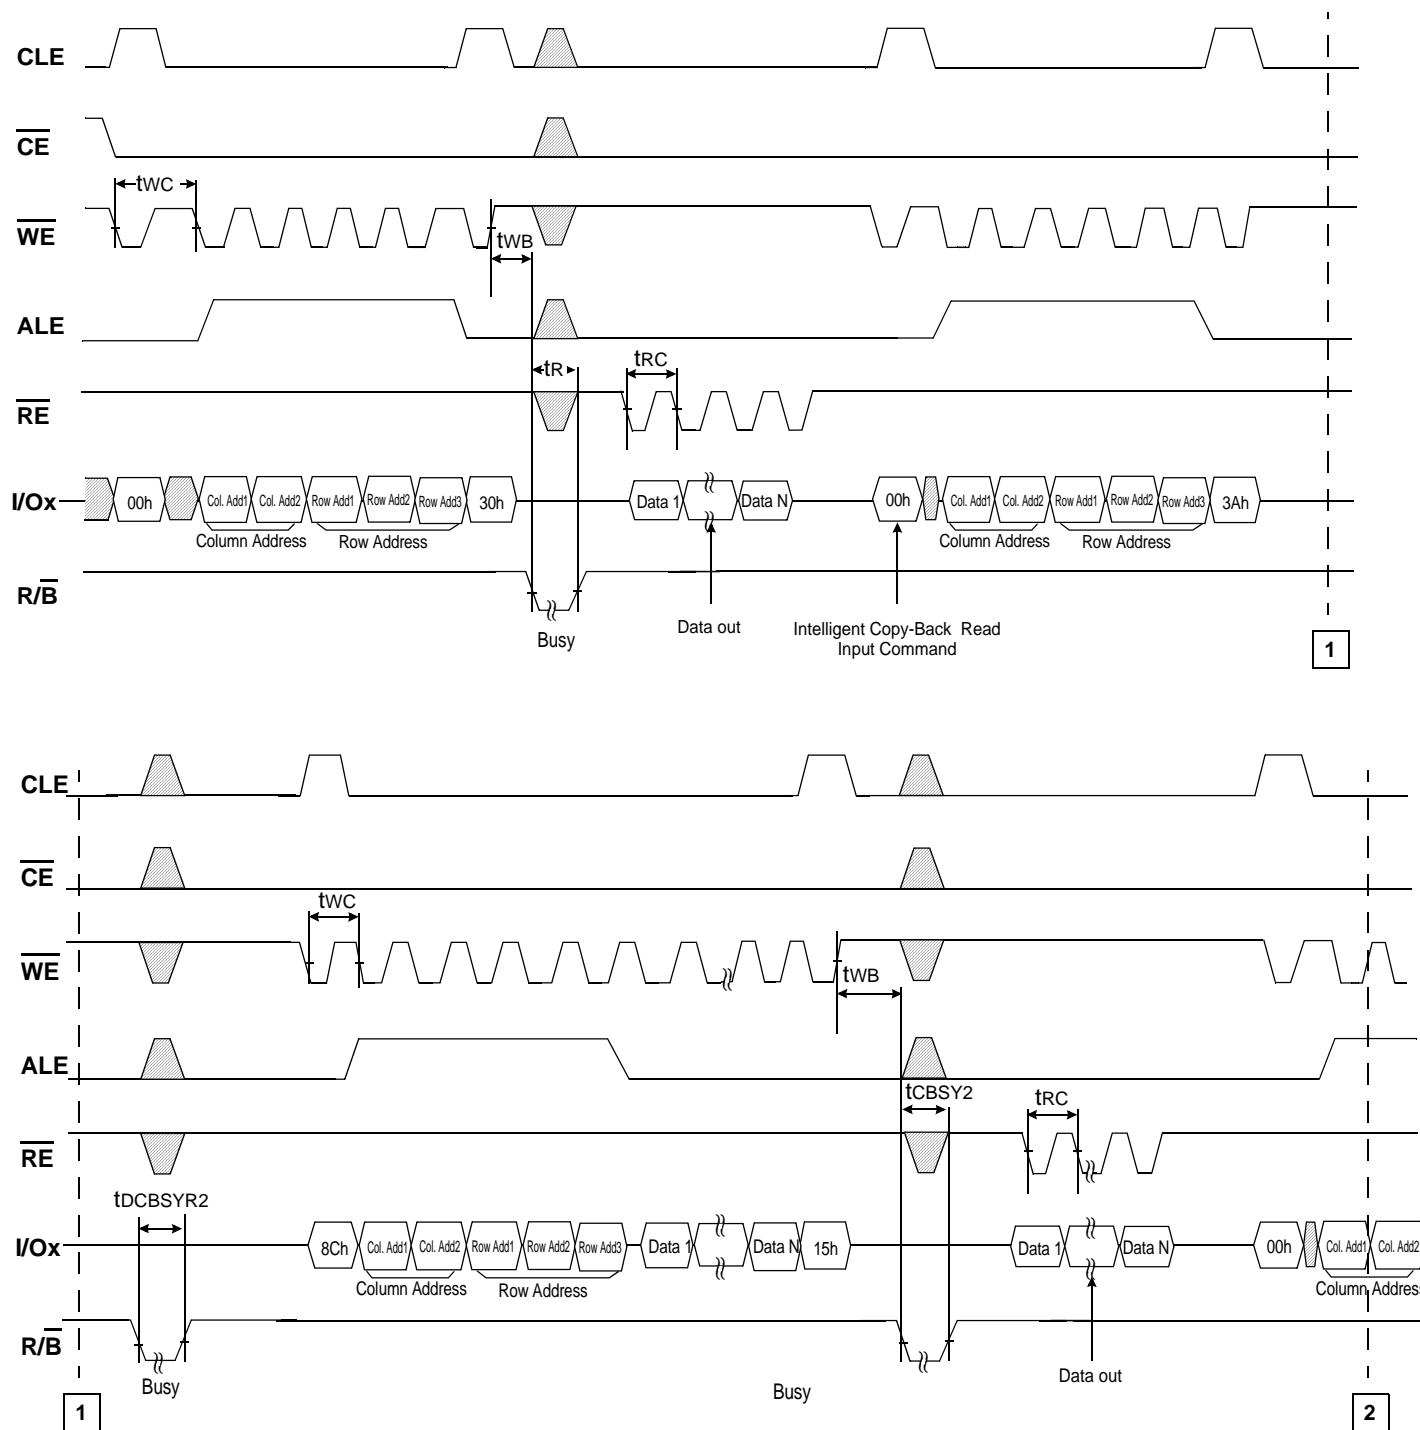 CLE
CE
tWC
WE
tWB
ALE
tR
tRC
RE
I/Ox 00h Col. Add1 Col. Add2 Row Add1 Row Add2 Row Add3 30h Data 1 Data N 00h Col. Add1 Col. Add2 Row Add1 Row Add2 Row Add3 3Ah
Column Address Row Address Column Address Row Address
R/B
Busy
Data out
Intelligent Copy-Back Read
Input Command
1
CLE
CE
tWC
WE
tWB
ALE
tCBSY2
tRC
RE
tDCBSYR2
I/Ox 8Ch Col. Add1 Col. Add2 Row Add1 Row Add2 Row Add3 Data 1 Data N 15h Data 1 Data N 00h Col. Add1 Col. Add2
Column Address Row Address Column Address
R/B
Busy
Busy
Data out
1
2